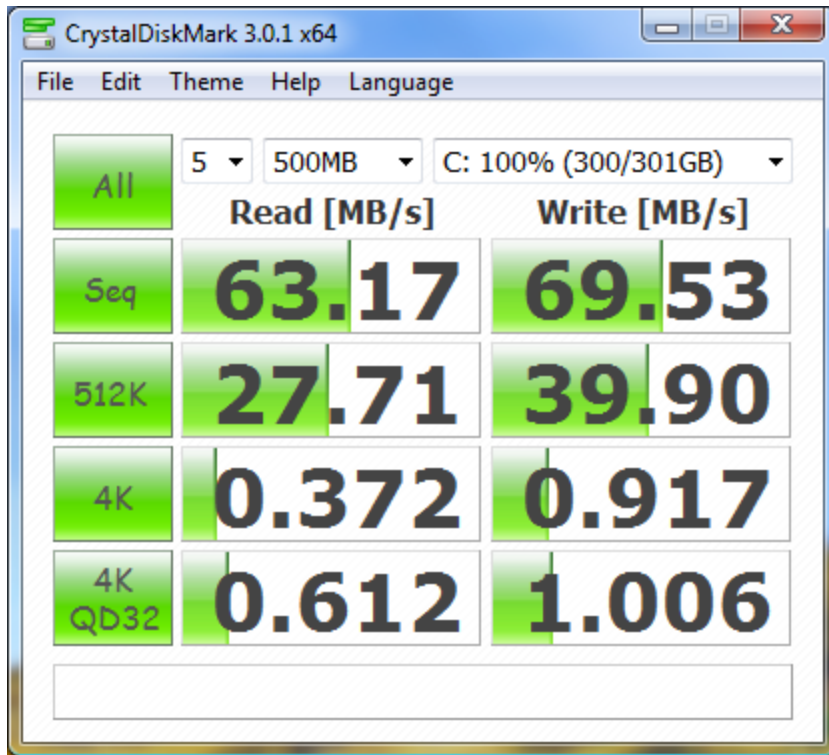 CrystalDiskMark 3.0.1 x64
File Edit Theme Help Language
All 5 500MB C: 100% (300/301GB)
Read [MB/s] Write [MB/s]
Seq 63.17 69.53
512K 27.71 39.90
4K 0.372 0.917
4K
QD32 0.612 1.006